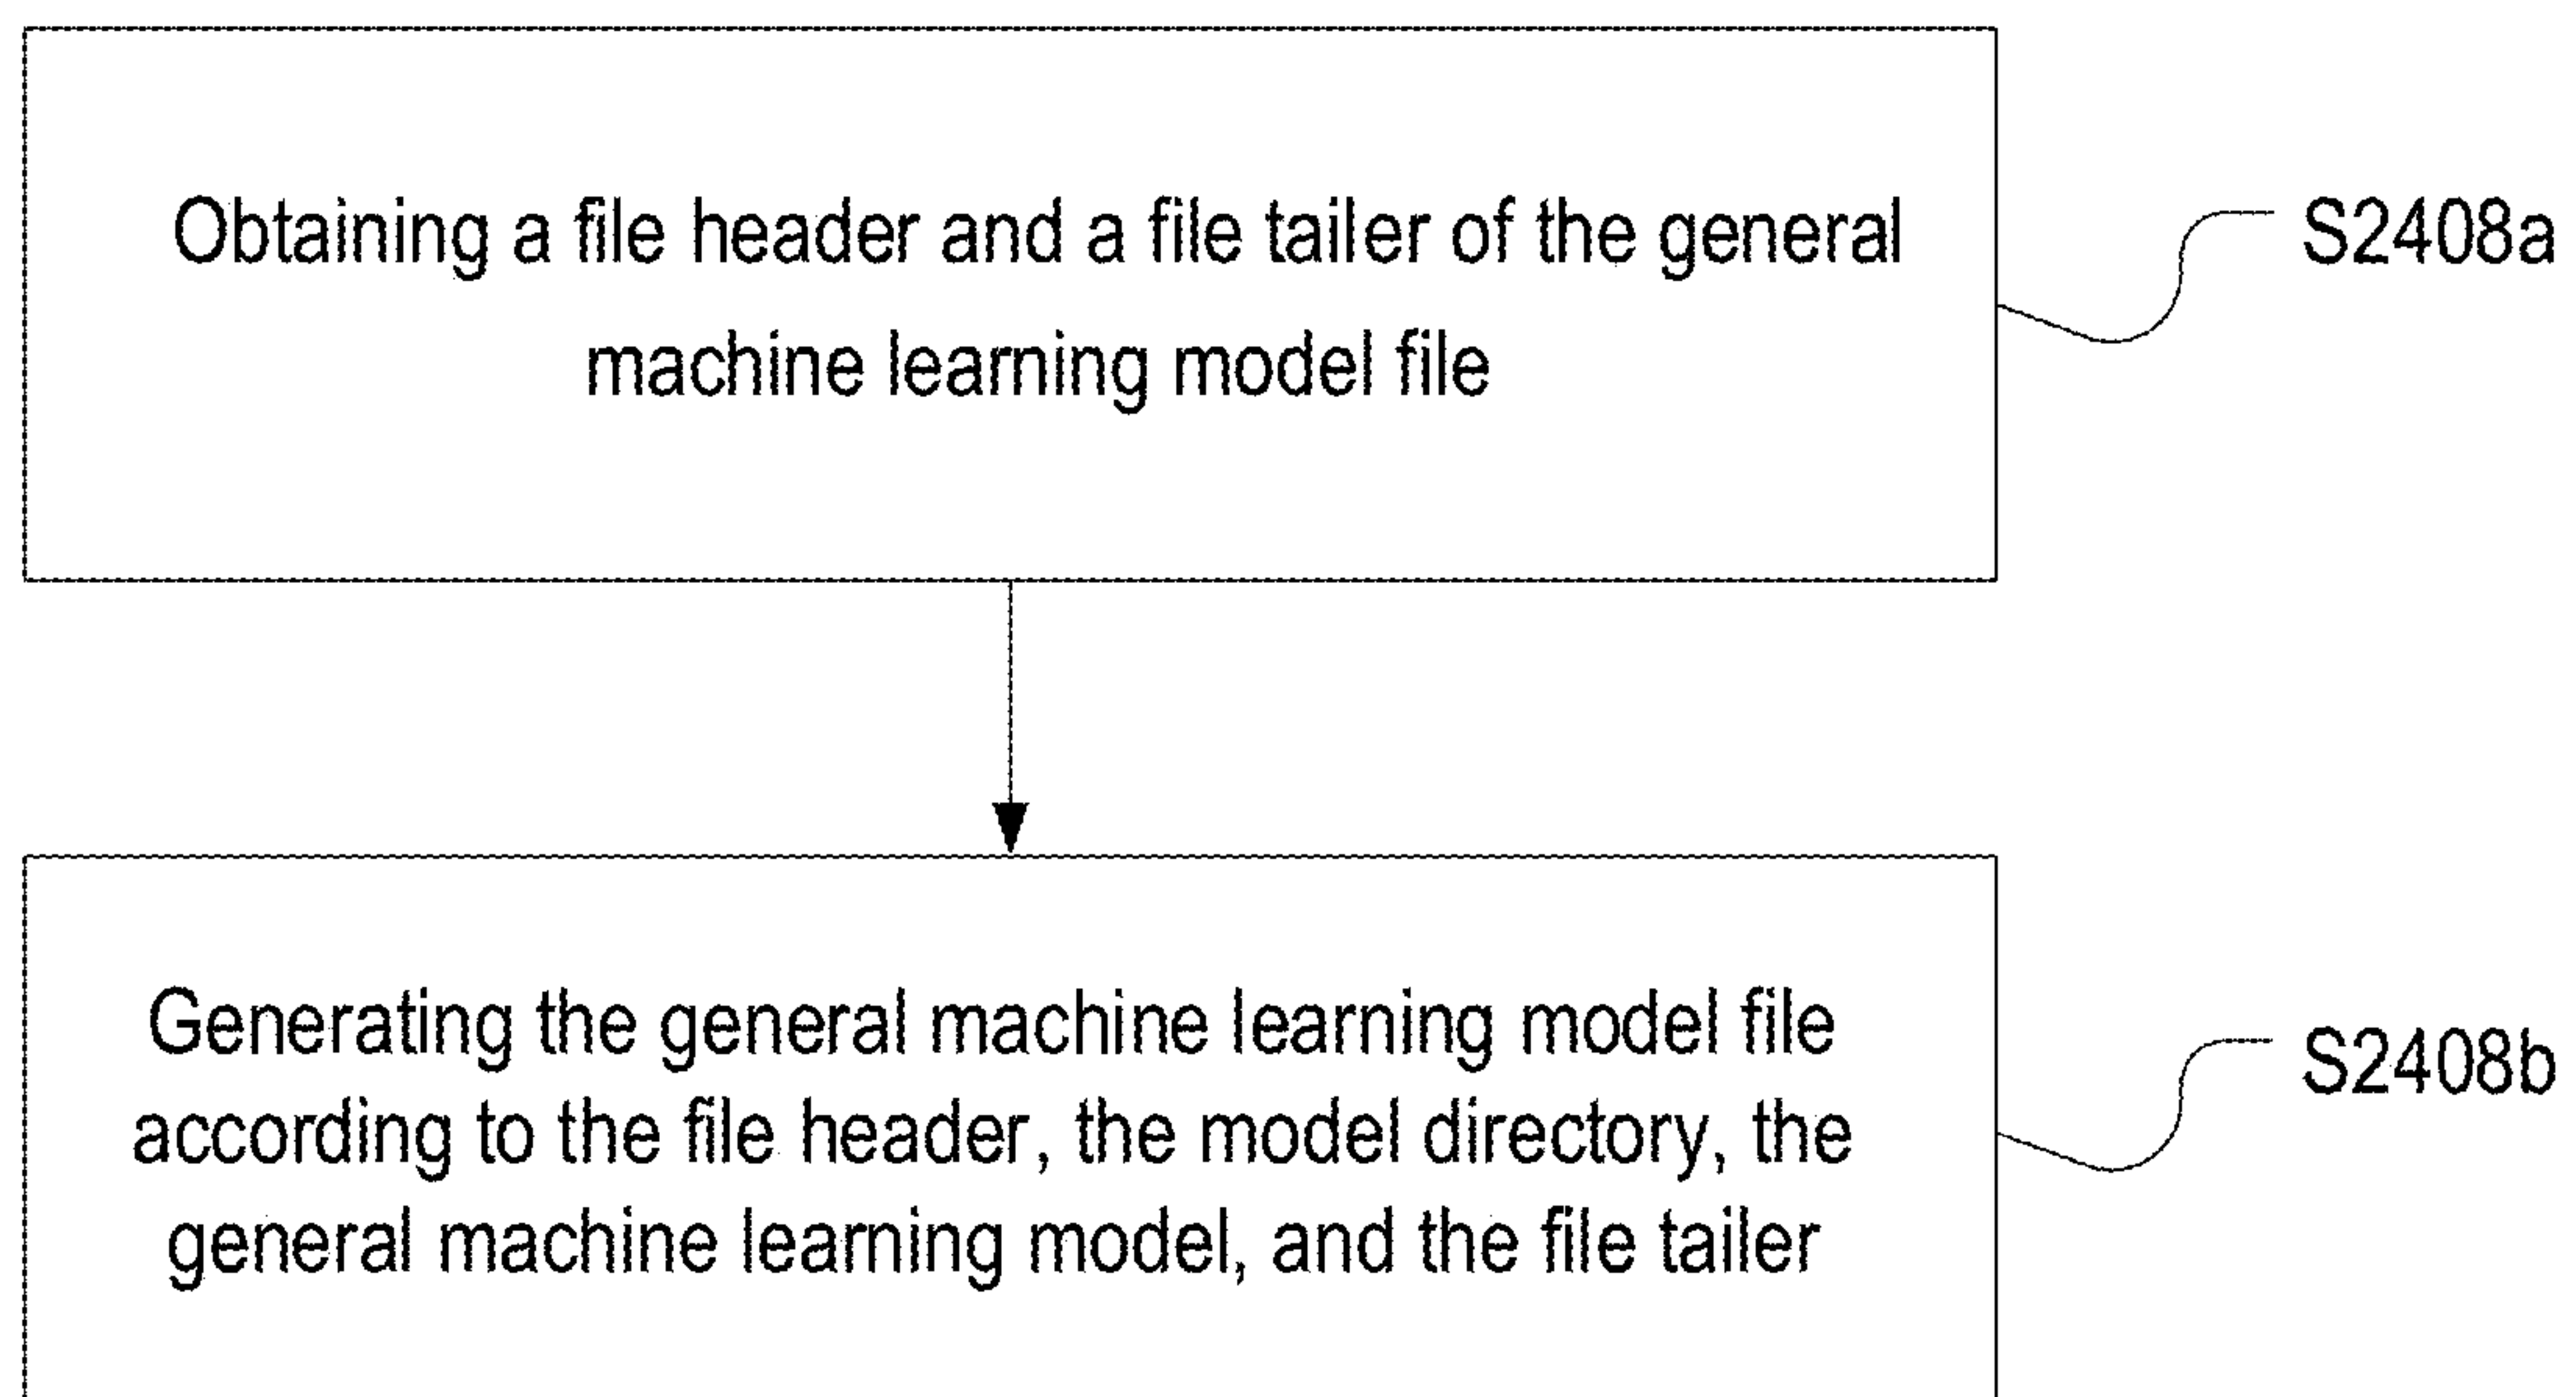 Obtaining a file header and a file tailer of the general
machine learning model file
S2408a
Generating the general machine learning model file
according to the file header, the model directory, the
general machine learning model, and the file tailer
S2408b